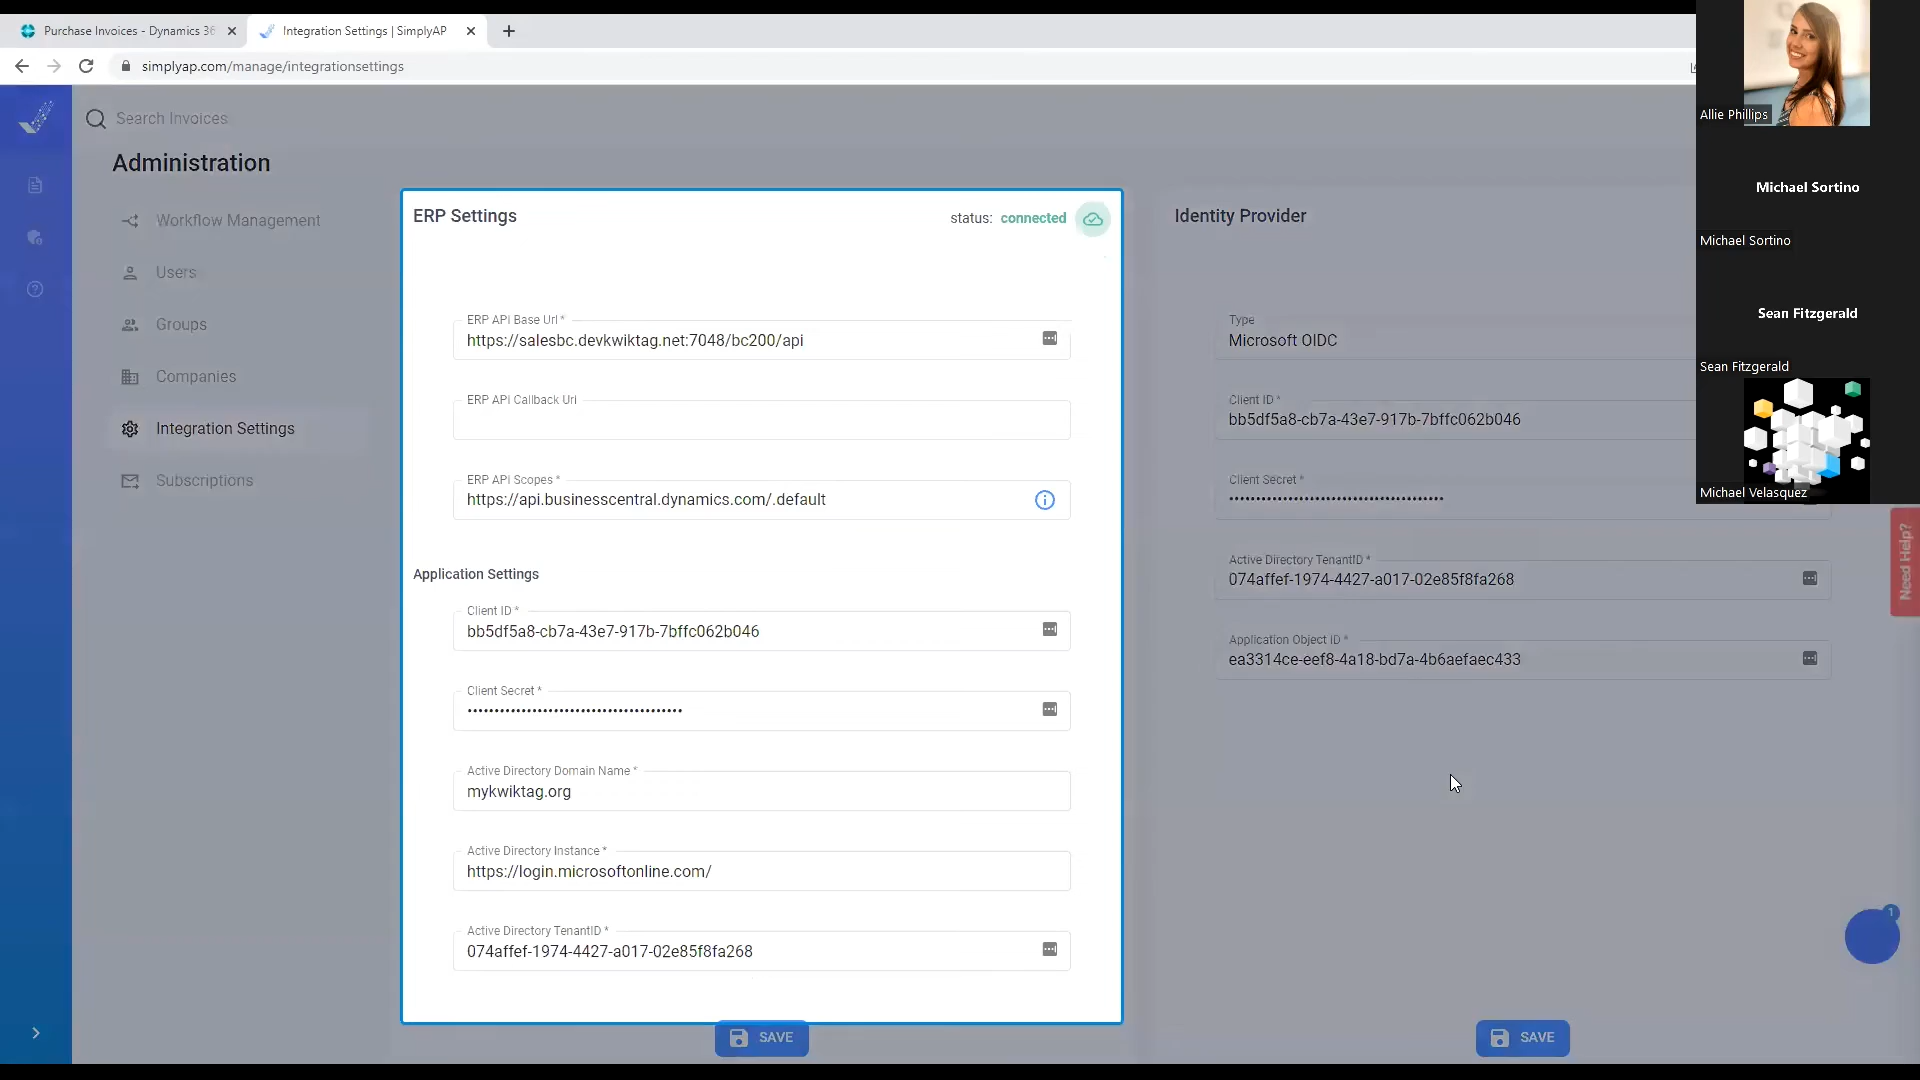 Purchase Invoices - Dynamics 36
Integration Settings | SimplyAP
simplyap.com/manage/integrationsettings
Search Invoices
Administration
Workflow Management
Users
Groups
Companies
Integration Settings
Subscriptions
ERP Settings
status: connected
ERP API Base Url *
https://salesbc.devkwiktag.net:7048/bc200/api
ERP API Callback Uri
ERP API Scopes *
https://api.businesscentral.dynamics.com/.default
Application Settings
Client ID *
bb5df5a8-cb7a-43e7-917b-7bffc062b046
Client Secret *
••••••••••••••••••••••••••••••••••••••••
Active Directory Domain Name *
mykwiktag.org
Active Directory Instance *
https://login.microsoftonline.com/
Active Directory TenantID *
074affef-1974-4427-a017-02e85f8fa268
SAVE
Identity Provider
Type
Microsoft OIDC
Client ID *
bb5df5a8-cb7a-43e7-917b-7bffc062b046
Client Secret *
••••••••••••••••••••••••••••••••••••••••
Active Directory TenantID *
074affef-1974-4427-a017-02e85f8fa268
Application Object ID *
ea3314ce-eef8-4a18-bd7a-4b6aefaec433
SAVE
Allie Phillips
Michael Sortino
Michael Sortino
Sean Fitzgerald
Sean Fitzgerald
Michael Velasquez
Need Help?
1